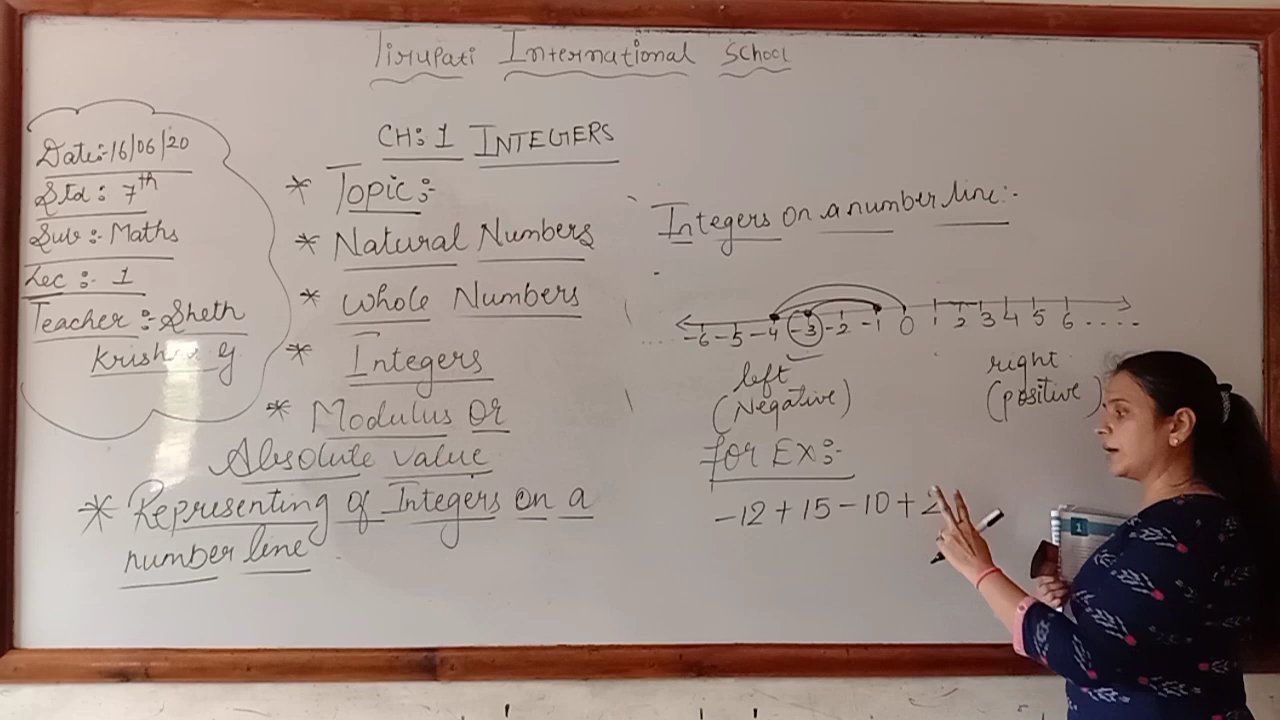 Tirupati International School
Date:-16/06/20
Std: 7th
Sub:- Maths
Lec:- 1
Teacher:- Sheth
CH: 1 INTEGERS
* Topic:-
* Natural Numbers
* Whole Numbers
* Integers
* Modulus or
Absolute value
* Representing of Integers on a
number line
Integers on a number line:-
.... -6 -5 -4 -3 -2 -1 0 1 2 3 4 5 6 ....
left
(Negative)
right
(positive)
for Ex:-
-12 + 15 - 10 + 2
1